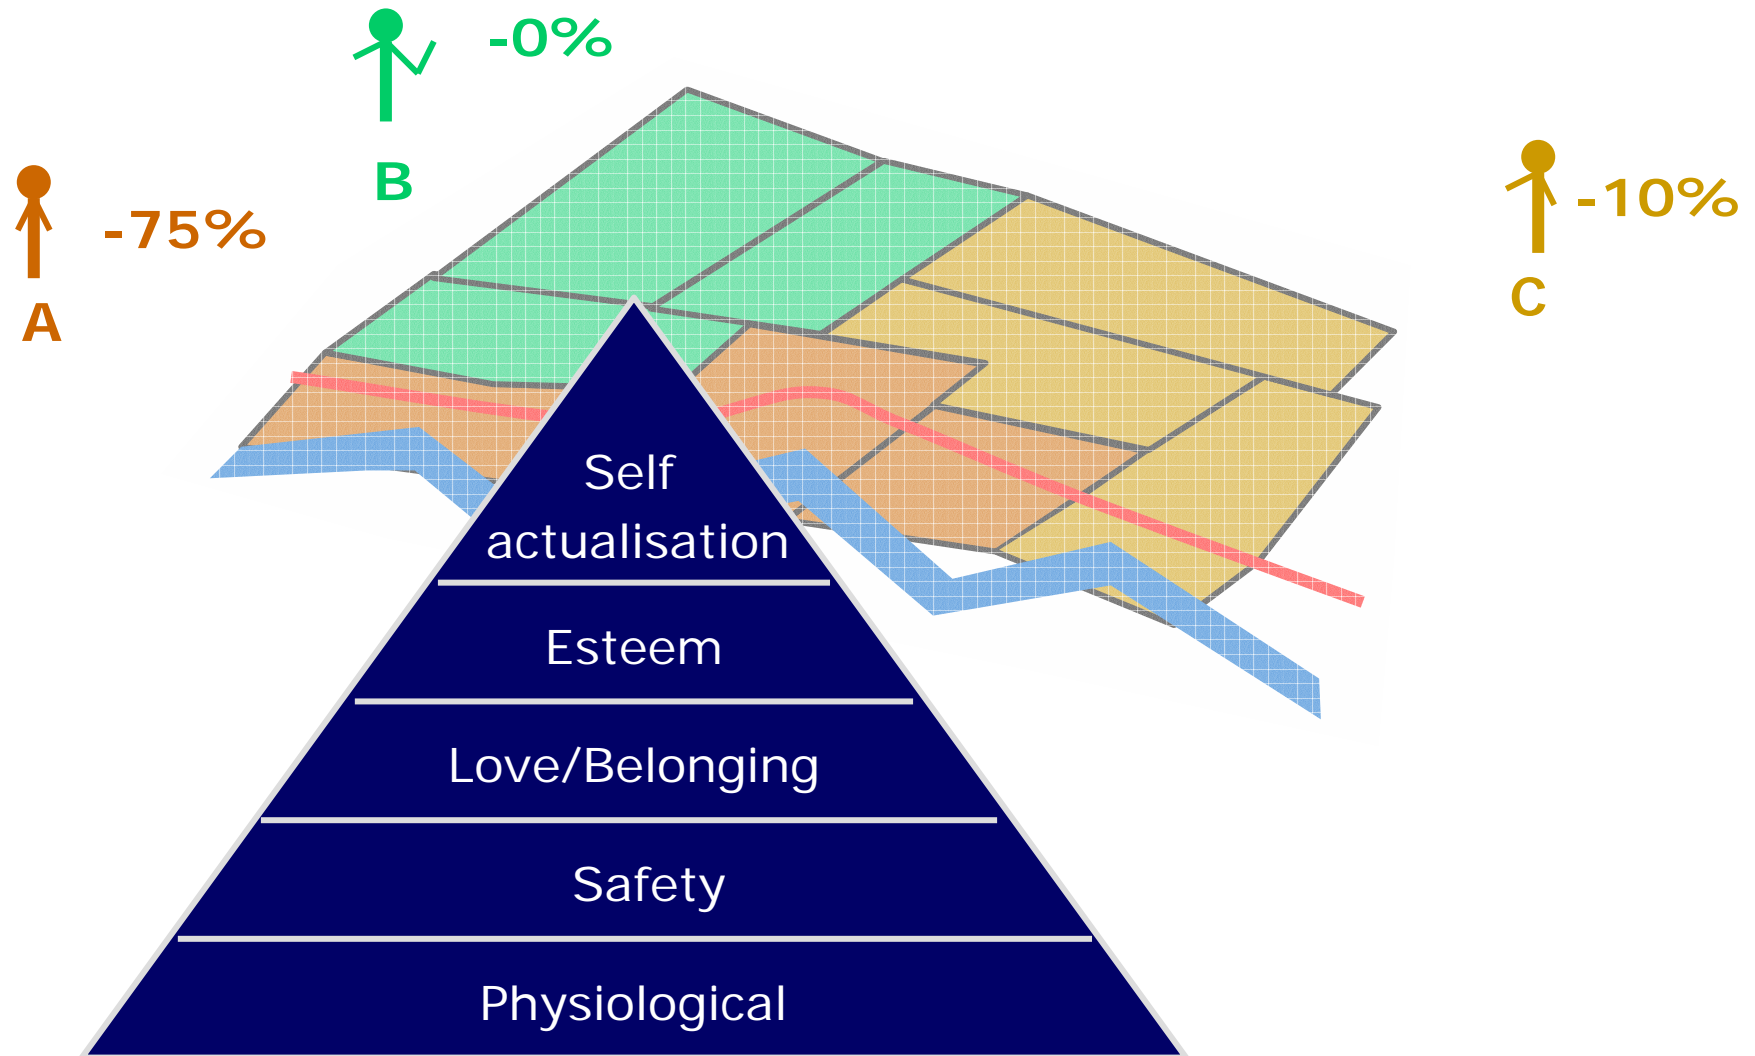 -0%
B
-75%
A
-10%
C
Self
actualisation
Esteem
Love/Belonging
Safety
Physiological